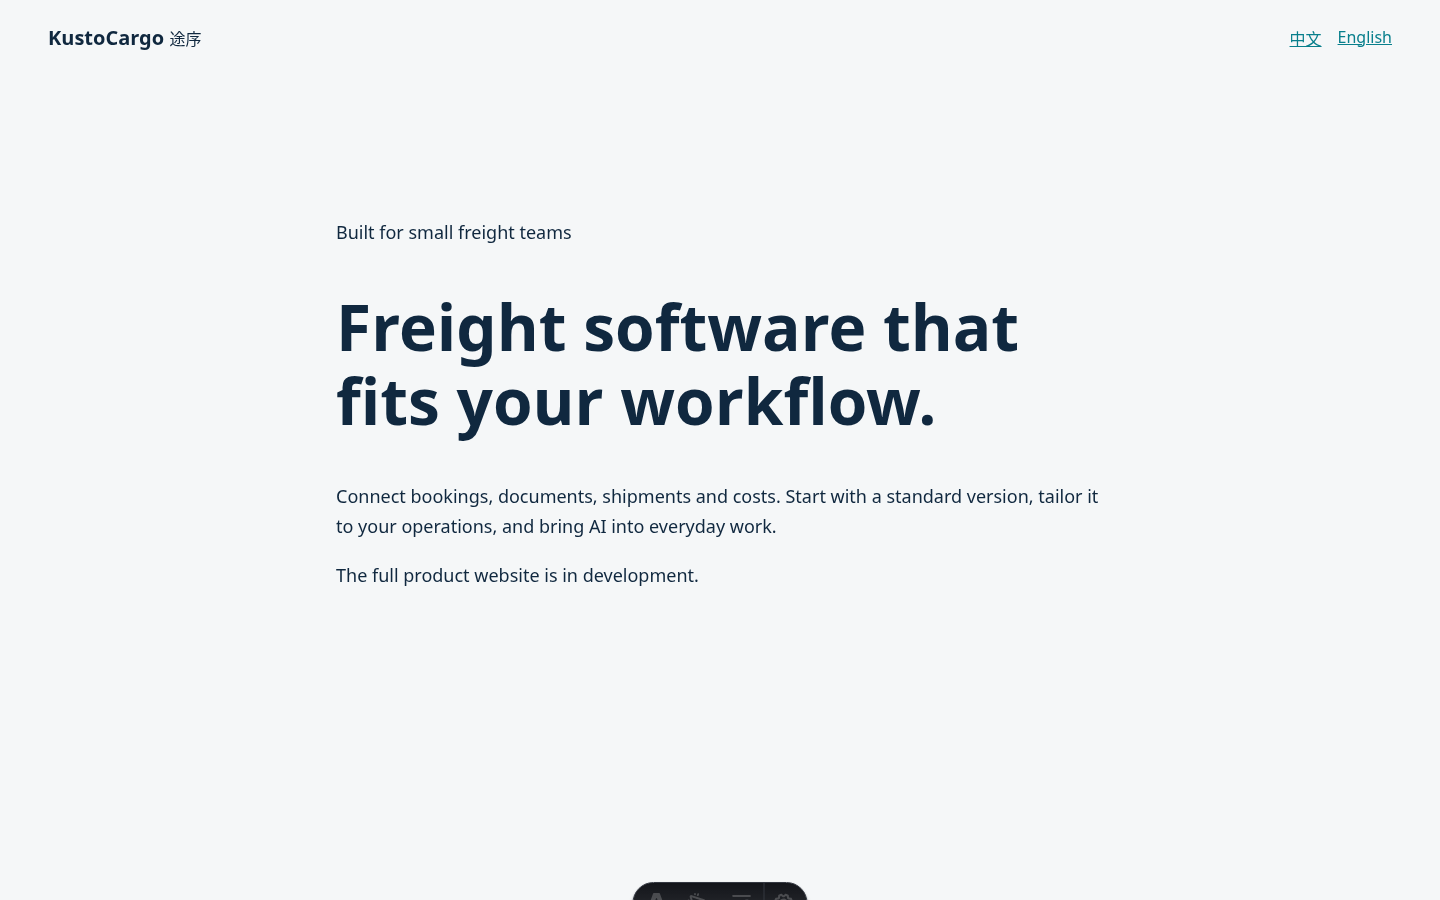 KustoCargo 途序
中文 English
Built for small freight teams
Freight software that
fits your workflow.
Connect bookings, documents, shipments and costs. Start with a standard version, tailor it
to your operations, and bring AI into everyday work.
The full product website is in development.